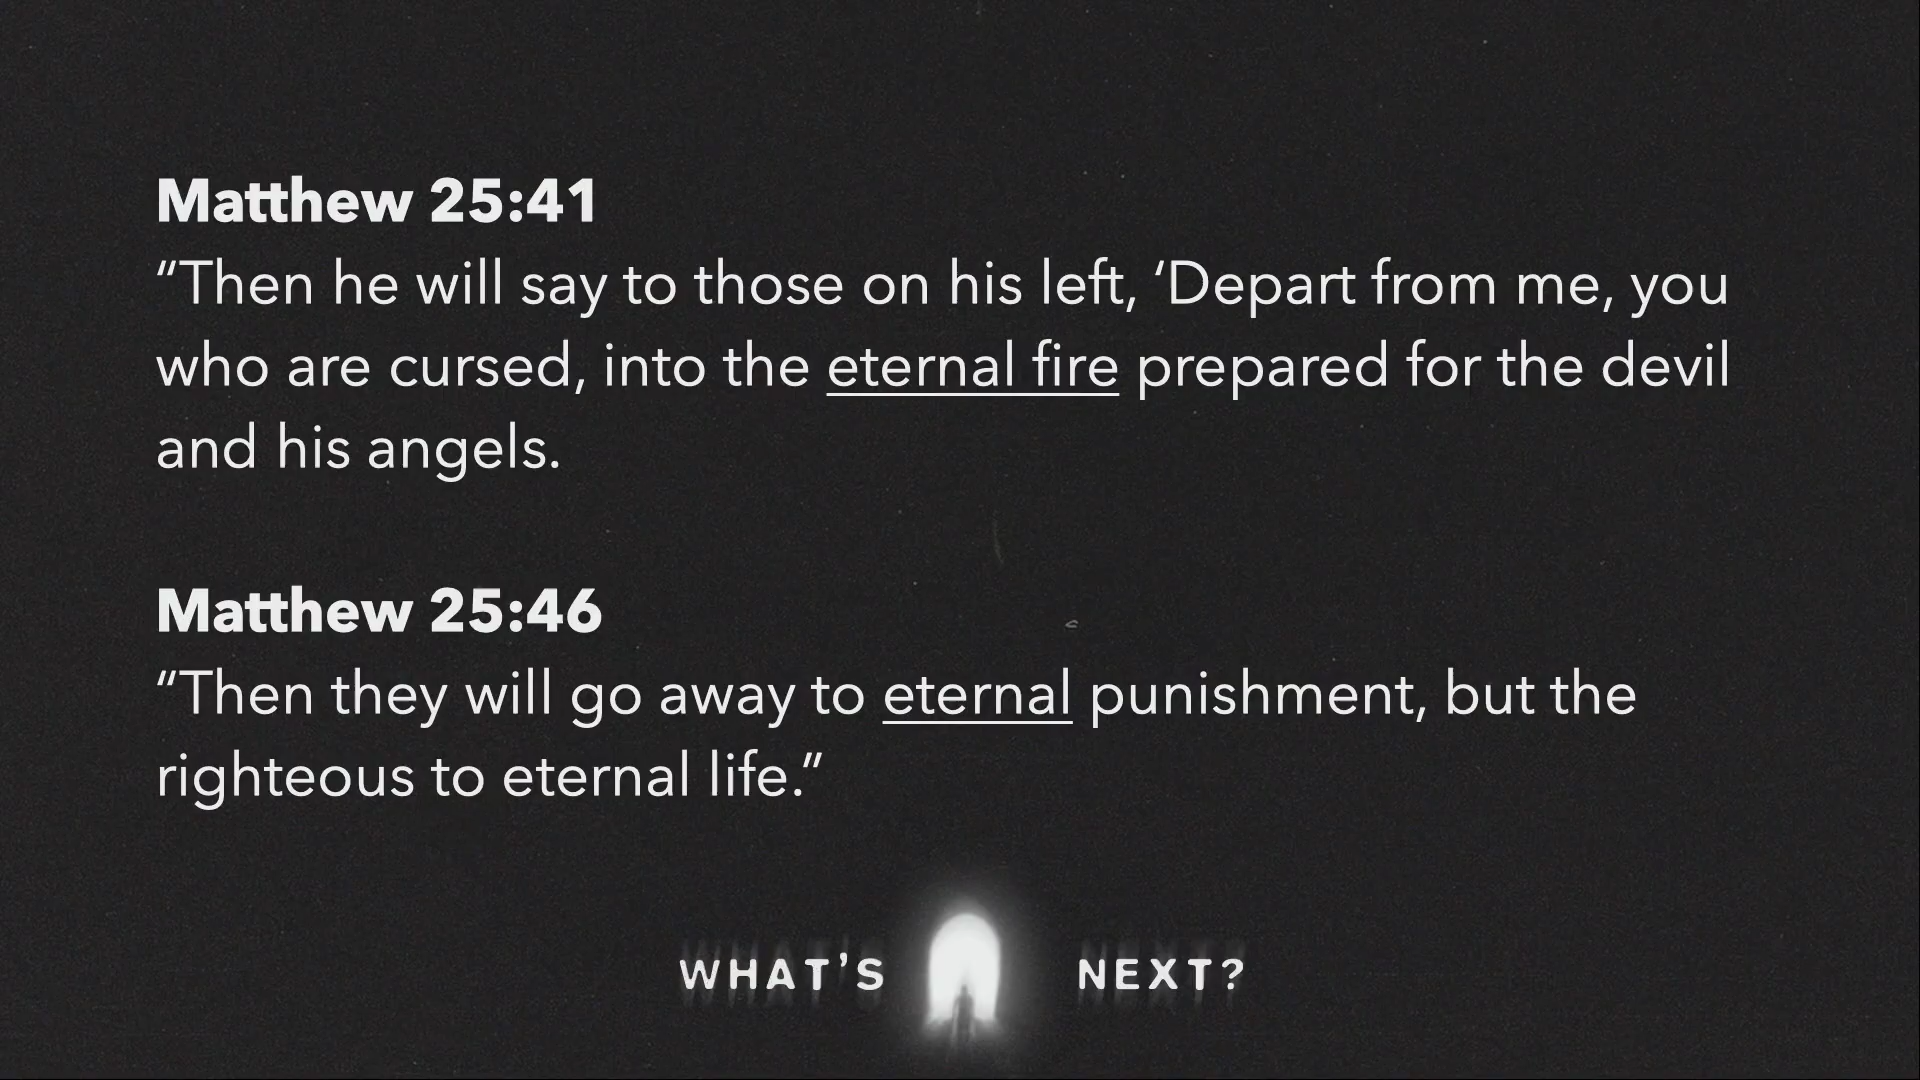 Matthew 25:41
“Then he will say to those on his left, ‘Depart from me, you
who are cursed, into the eternal fire prepared for the devil
and his angels.
Matthew 25:46
“Then they will go away to eternal punishment, but the
righteous to eternal life.”
WHAT’S NEXT?